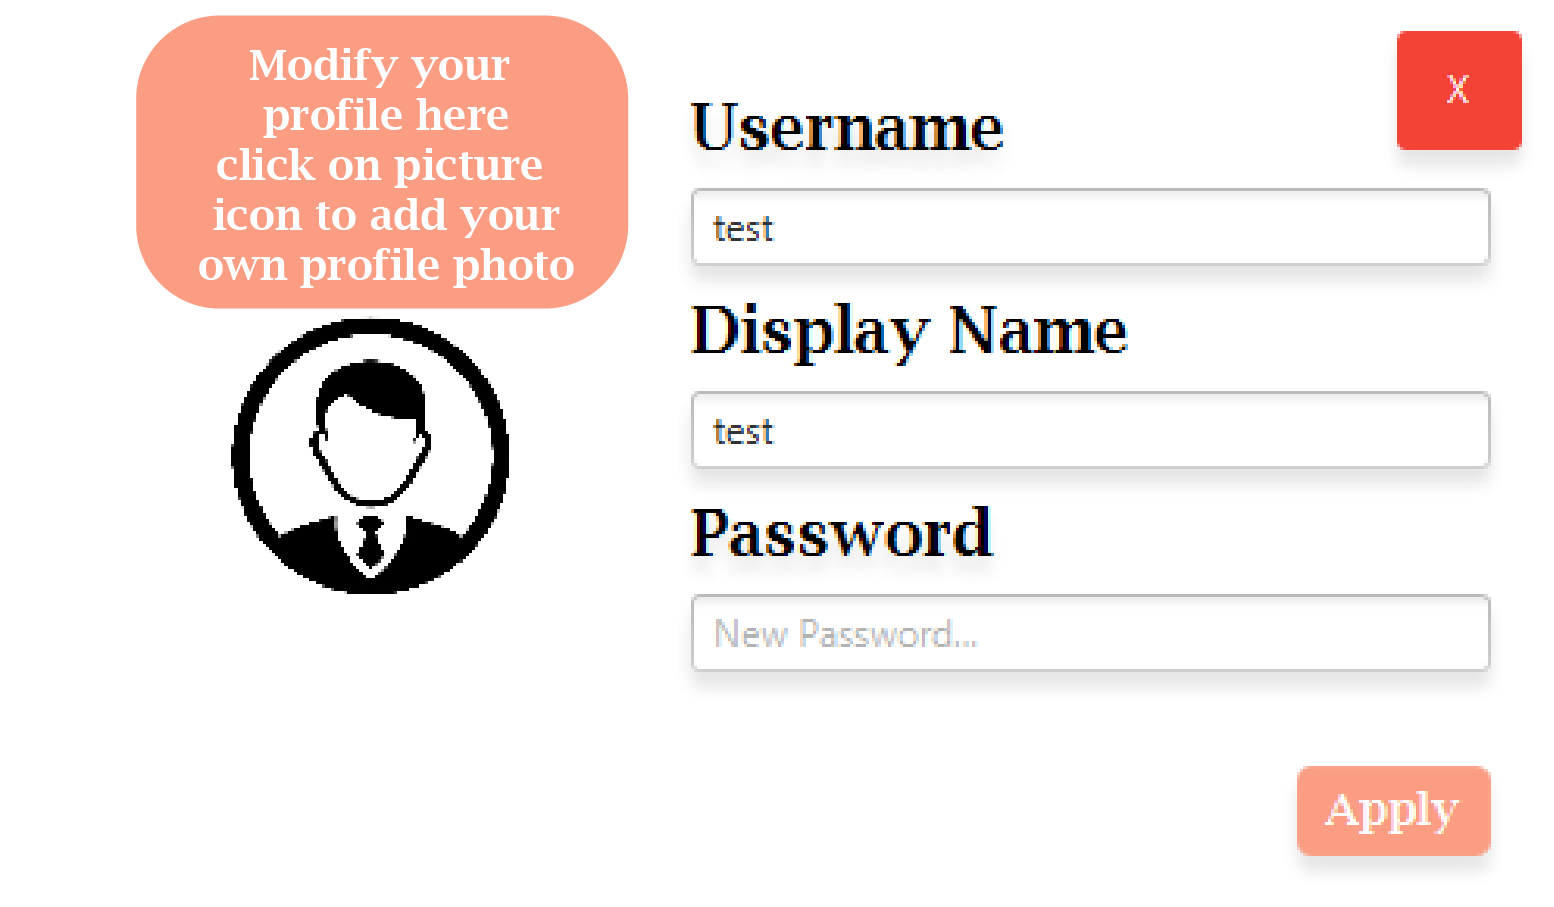 Modify your
profile here
click on picture
icon to add your
own profile photo
X
Username
test
Display Name
test
Password
New Password...
Apply